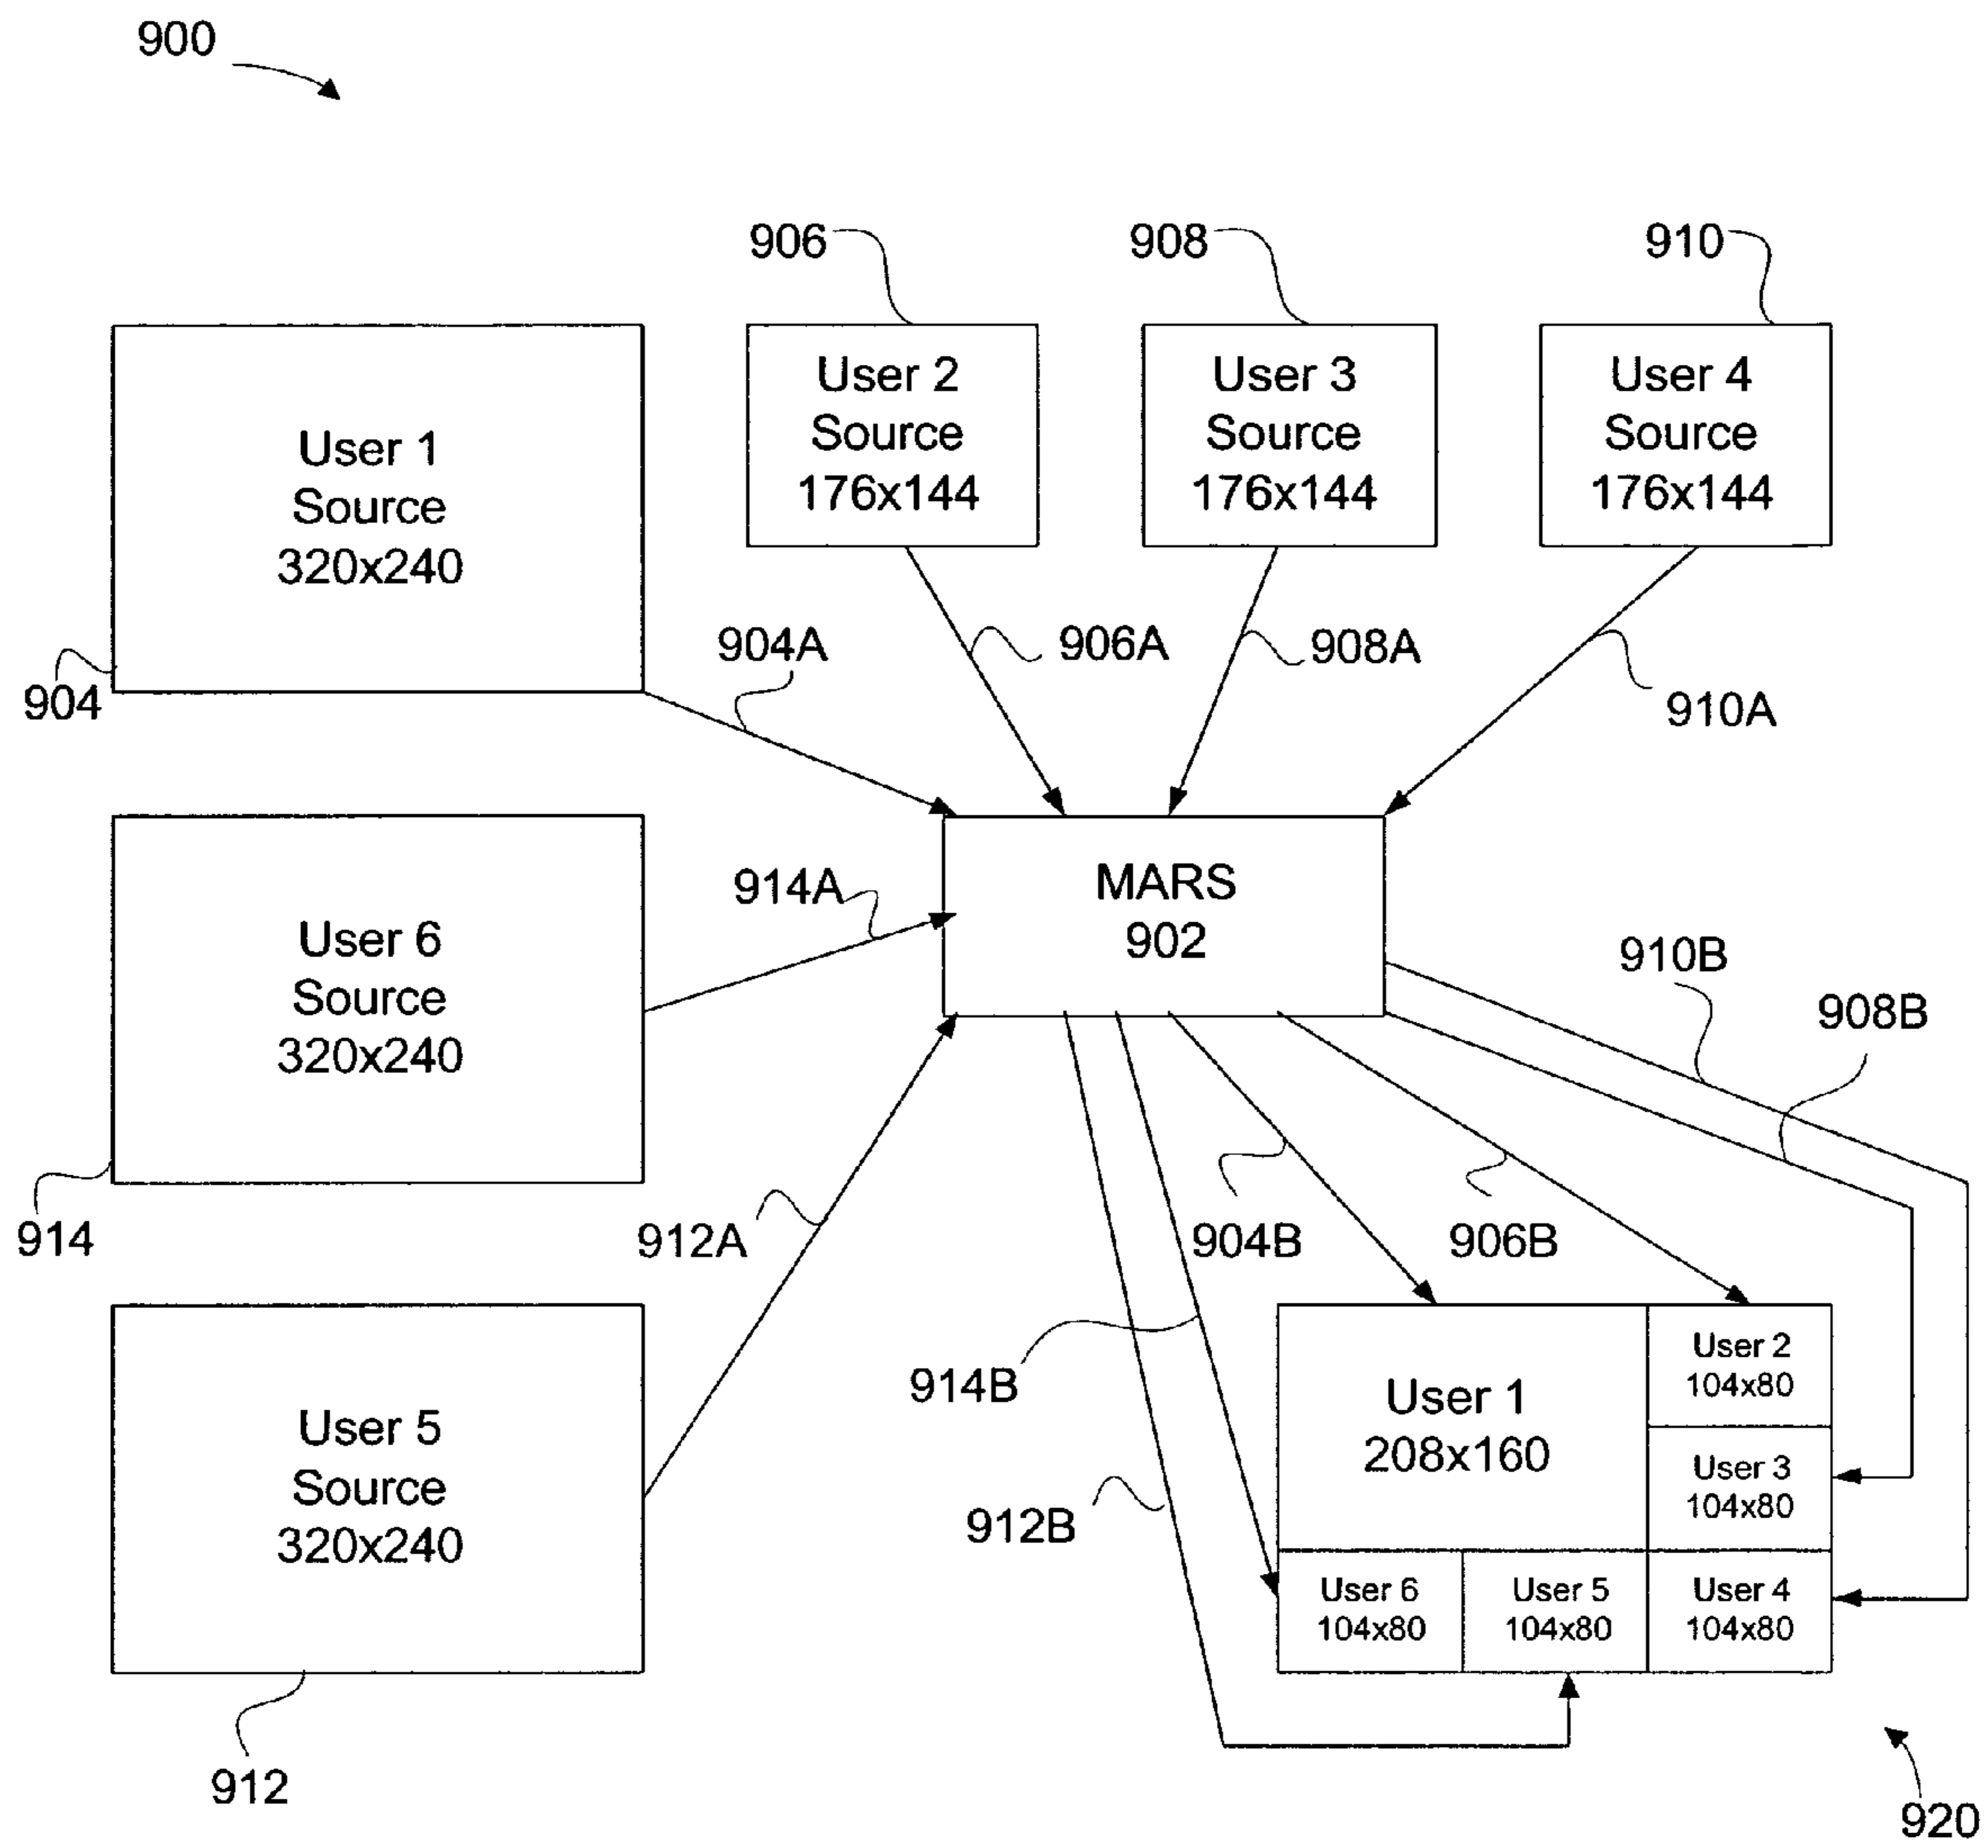 900
906
908
910
User 1
Source
320x240
User 2
Source
176x144
User 3
Source
176x144
User 4
Source
176x144
904
904A
906A
908A
910A
User 6
Source
320x240
914
914A
MARS
902
910B
908B
912A
904B
906B
User 5
Source
320x240
912
914B
912B
User 1
208x160
User 2
104x80
User 3
104x80
User 6
104x80
User 5
104x80
User 4
104x80
920